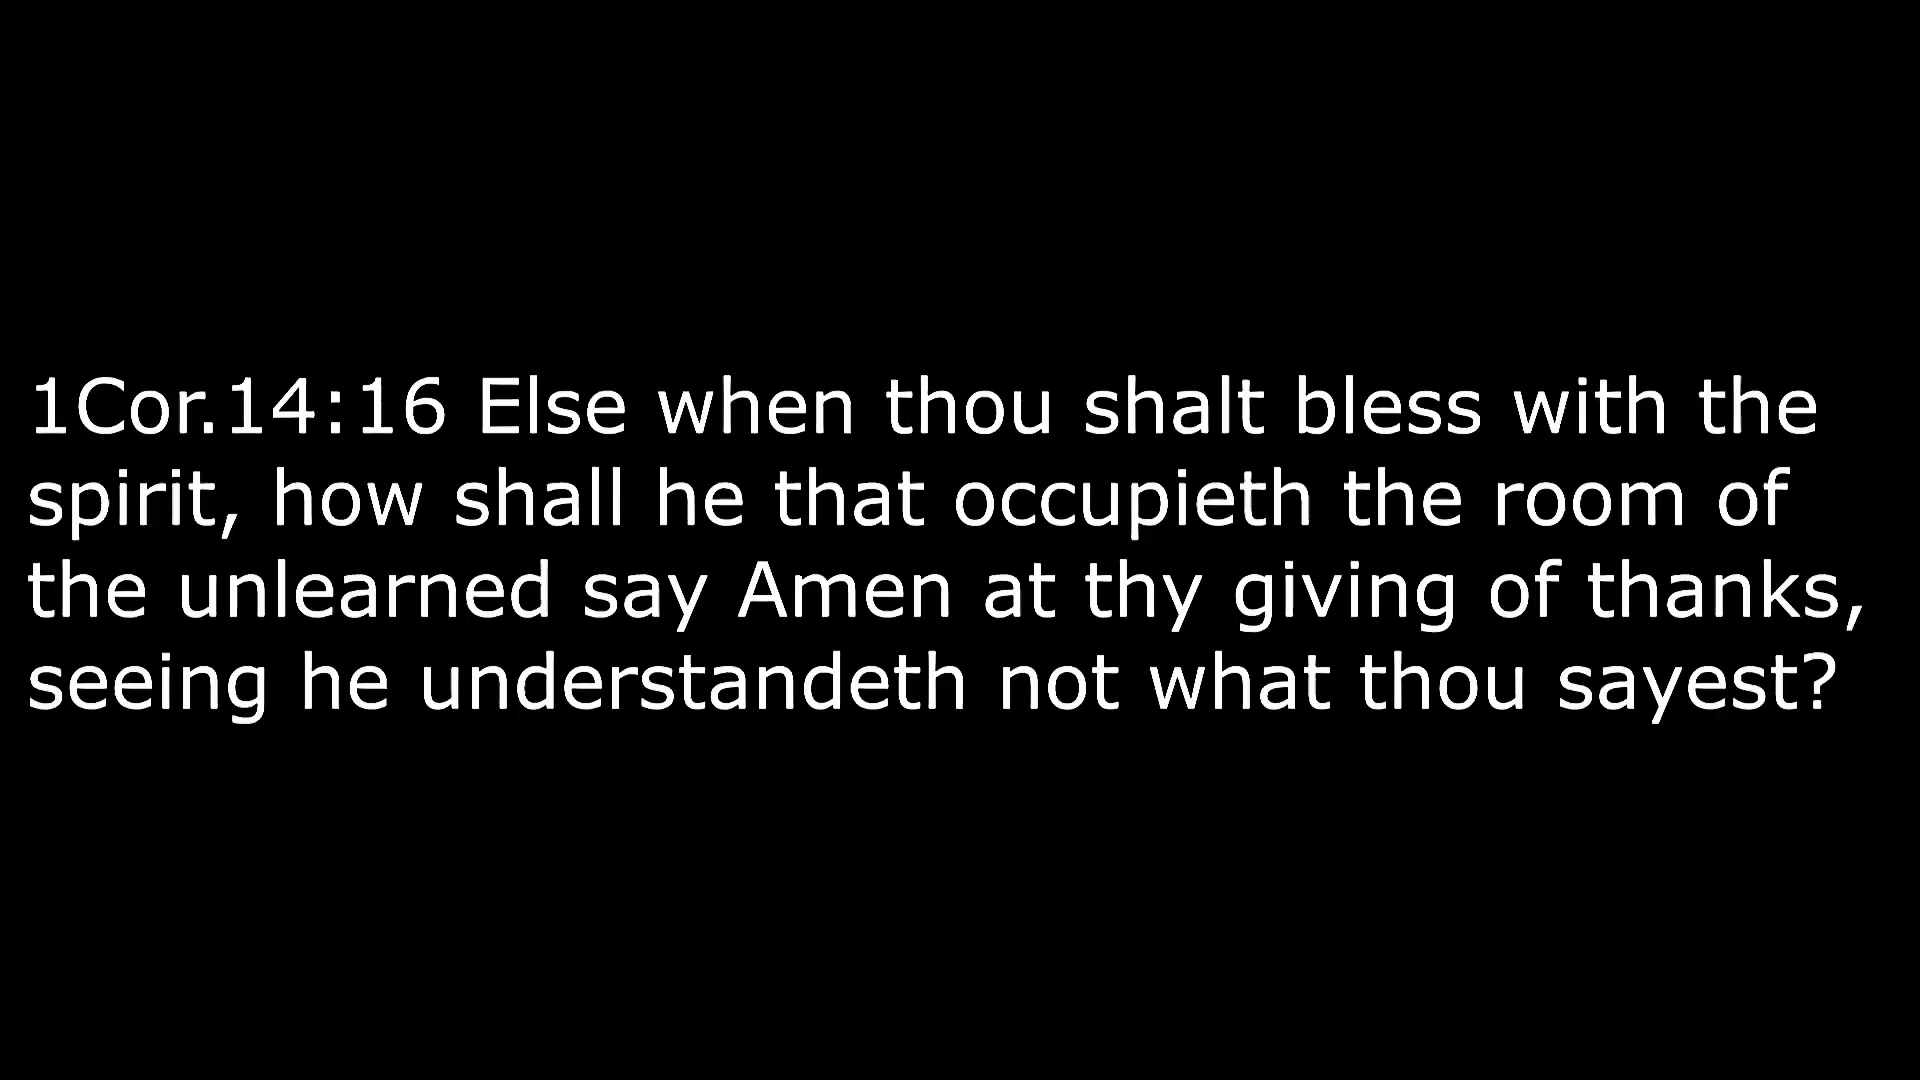 1Cor.14:16 Else when thou shalt bless with the
spirit, how shall he that occupieth the room of
the unlearned say Amen at thy giving of thanks,
seeing he understandeth not what thou sayest?